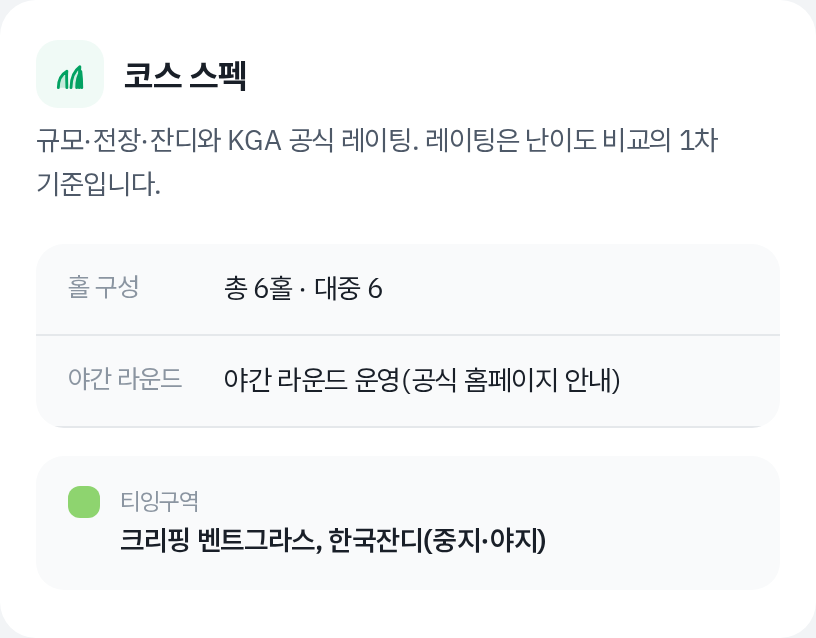 코스 스펙
규모·전장·잔디와 KGA 공식 레이팅. 레이팅은 난이도 비교의 1차
기준입니다.
홀 구성 총 6홀 · 대중 6
야간 라운드 야간 라운드 운영(공식 홈페이지 안내)
티잉구역
크리핑 벤트그라스, 한국잔디(중지·야지)